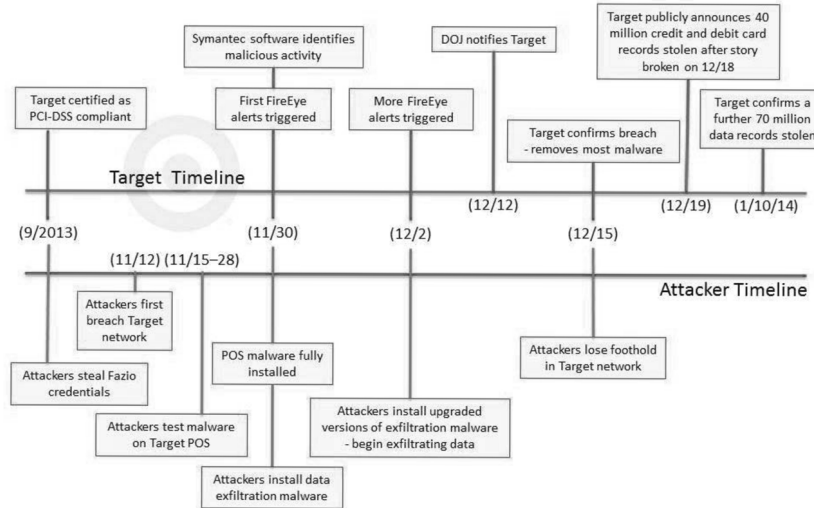 Target publicly announces 40
million credit and debit card
records stolen after story
broken on 12/18
Symantec software identifies
malicious activity
DOJ notifies Target
Target certified as
PCI-DSS compliant
First FireEye
alerts triggered
More FireEye
alerts triggered
Target confirms a
further 70 million
data records stolen
Target confirms breach
- removes most malware
Target Timeline
(12/12)
(12/19)
(1/10/14)
(9/2013)
(11/30)
(12/2)
(12/15)
(11/12)
(11/15–28)
Attacker Timeline
Attackers first
breach Target
network
Attackers steal Fazio
credentials
POS malware fully
installed
Attackers lose foothold
in Target network
Attackers test malware
on Target POS
Attackers install upgraded
versions of exfiltration malware
- begin exfiltrating data
Attackers install data
exfiltration malware